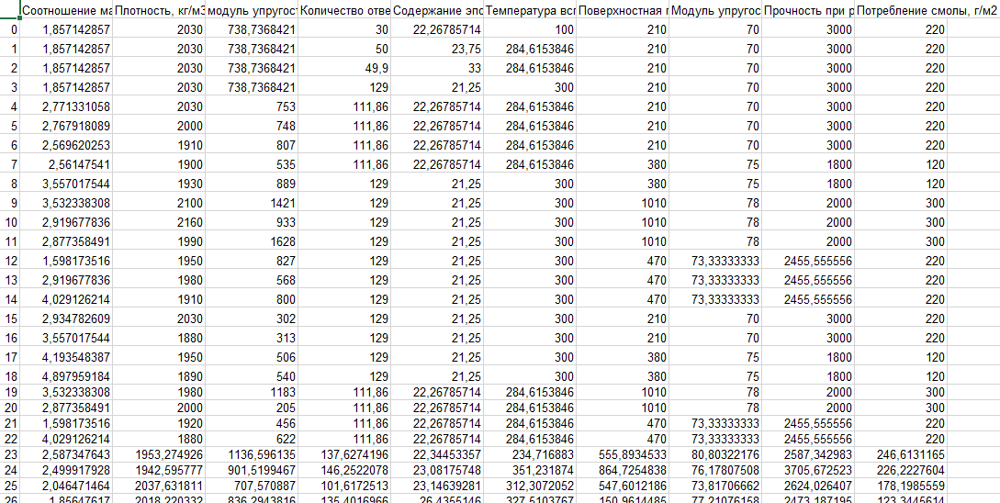 Соотношение ма Плотность, кг/м3 модуль упругост Количество отве Содержание эпо Температура всп Поверхностная п Модуль упругос Прочность при р Потребление смолы, г/м2
0 1,857142857 2030 738,7368421 30 22,26785714 100 210 70 3000 220
1 1,857142857 2030 738,7368421 50 23,75 284,6153846 210 70 3000 220
2 1,857142857 2030 738,7368421 49,9 33 284,6153846 210 70 3000 220
3 1,857142857 2030 738,7368421 129 21,25 300 210 70 3000 220
4 2,771331058 2030 753 111,86 22,26785714 284,6153846 210 70 3000 220
5 2,767918089 2000 748 111,86 22,26785714 284,6153846 210 70 3000 220
6 2,569620253 1910 807 111,86 22,26785714 284,6153846 210 70 3000 220
7 2,56147541 1900 535 111,86 22,26785714 284,6153846 380 75 1800 120
8 3,557017544 1930 889 129 21,25 300 380 75 1800 120
9 3,532338308 2100 1421 129 21,25 300 1010 78 2000 300
10 2,919677836 2160 933 129 21,25 300 1010 78 2000 300
11 2,877358491 1990 1628 129 21,25 300 1010 78 2000 300
12 1,598173516 1950 827 129 21,25 300 470 73,33333333 2455,555556 220
13 2,919677836 1980 568 129 21,25 300 470 73,33333333 2455,555556 220
14 4,029126214 1910 800 129 21,25 300 470 73,33333333 2455,555556 220
15 2,934782609 2030 302 129 21,25 300 210 70 3000 220
16 3,557017544 1880 313 129 21,25 300 210 70 3000 220
17 4,193548387 1950 506 129 21,25 300 380 75 1800 120
18 4,897959184 1890 540 129 21,25 300 380 75 1800 120
19 3,532338308 1980 1183 111,86 22,26785714 284,6153846 1010 78 2000 300
20 2,877358491 2000 205 111,86 22,26785714 284,6153846 1010 78 2000 300
21 1,598173516 1920 456 111,86 22,26785714 284,6153846 470 73,33333333 2455,555556 220
22 4,029126214 1880 622 111,86 22,26785714 284,6153846 470 73,33333333 2455,555556 220
23 2,587347643 1953,274926 1136,596135 137,6274196 22,34453357 234,716883 555,8934533 80,80322176 2587,342983 246,6131165
24 2,499917928 1942,595777 901,5199467 146,2522078 23,08175748 351,231874 864,7254838 76,17807508 3705,672523 226,2227604
25 2,046471464 2037,631811 707,570887 101,6172513 23,14639281 312,3072052 547,6012186 73,81706662 2624,026407 178,1985559
26 1,85647617 2018,220332 836,2943816 135,4016966 26,4355146 327,5103767 150,9614485 77,21076158 2473,187195 123,3445614